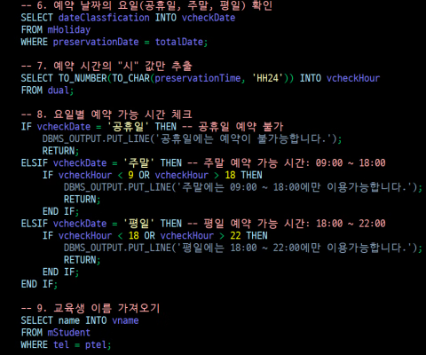 -- 6. 예약 날짜의 요일(공휴일, 주말, 평일) 확인
SELECT dateClassfication INTO vcheckDate
FROM mHoliday
WHERE preservationDate = totalDate;
-- 7. 예약 시간의 "시" 값만 추출
SELECT TO_NUMBER(TO_CHAR(preservationTime, 'HH24')) INTO vcheckHour
FROM dual;
-- 8. 요일별 예약 가능 시간 체크
IF vcheckDate = '공휴일' THEN -- 공휴일 예약 불가
DBMS_OUTPUT.PUT_LINE('공휴일에는 예약이 불가능합니다.');
RETURN;
ELSIF vcheckDate = '주말' THEN -- 주말 예약 가능 시간: 09:00 ~ 18:00
IF vcheckHour < 9 OR vcheckHour > 18 THEN
DBMS_OUTPUT.PUT_LINE('주말에는 09:00 ~ 18:00에만 이용가능합니다.');
RETURN;
END IF;
ELSIF vcheckDate = '평일' THEN -- 평일 예약 가능 시간: 18:00 ~ 22:00
IF vcheckHour < 18 OR vcheckHour > 22 THEN
DBMS_OUTPUT.PUT_LINE('평일에는 18:00 ~ 22:00에만 이용가능합니다.');
RETURN;
END IF;
END IF;
-- 9. 교육생 이름 가져오기
SELECT name INTO vname
FROM mStudent
WHERE tel = ptel;